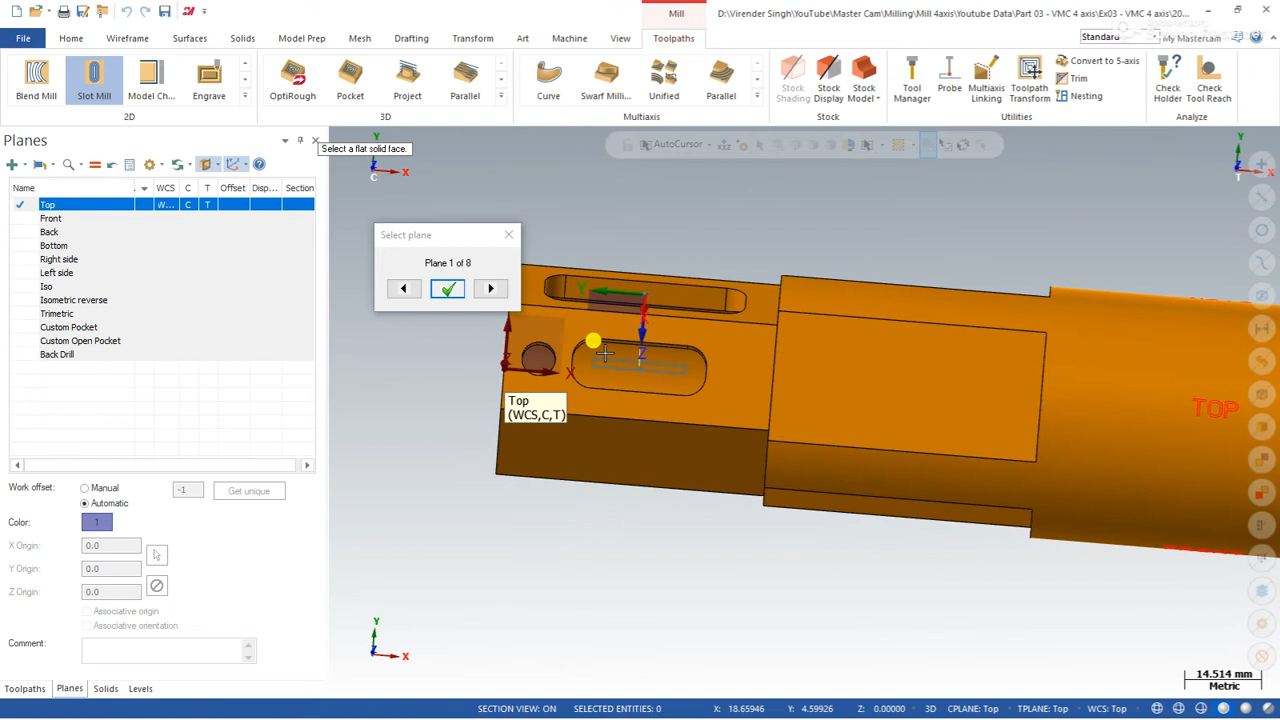 Mill
D:\Virender Singh\YouTube\Master Cam\Milling\Mill 4axis\Youtube Data\Part 03 - VMC 4 axis\Ex03 - VMC 4 axis\20...
File Home Wireframe Surfaces Solids Model Prep Mesh Drafting Transform Art Machine View Toolpaths
Standard My Mastercam
Blend Mill Slot Mill Model Ch... Engrave OptiRough Pocket Project Parallel Curve Swarf Milli... Unified Parallel Stock Shading Stock Display Stock Model Tool Manager Probe Multiaxis Linking Toolpath Transform Convert to 5-axis Trim Nesting Check Holder Check Tool Reach
2D 3D Multiaxis Stock Utilities Analyze
Planes
Select a flat solid face.
AutoCursor
Name WCS C T Offset Disp... Section
Top W... C T
Front
Back
Bottom
Right side
Left side
Iso
Isometric reverse
Trimetric
Custom Pocket
Custom Open Pocket
Back Drill
Select plane
Plane 1 of 8
Y
Z
X
C
Y
Z
X
T
Y
Z
X
Z
Top
(WCS,C,T)
TOP
Work offset: Manual -1 Get unique
Automatic
Color: 1
X Origin: 0.0
Y Origin: 0.0
Z Origin: 0.0
Associative origin
Associative orientation
Comment:
Y
Z
X
14.514 mm
Metric
Toolpaths Planes Solids Levels
SECTION VIEW: ON SELECTED ENTITIES: 0 X: 18.65946 Y: 4.59926 Z: 0.00000 3D CPLANE: Top TPLANE: Top WCS: Top